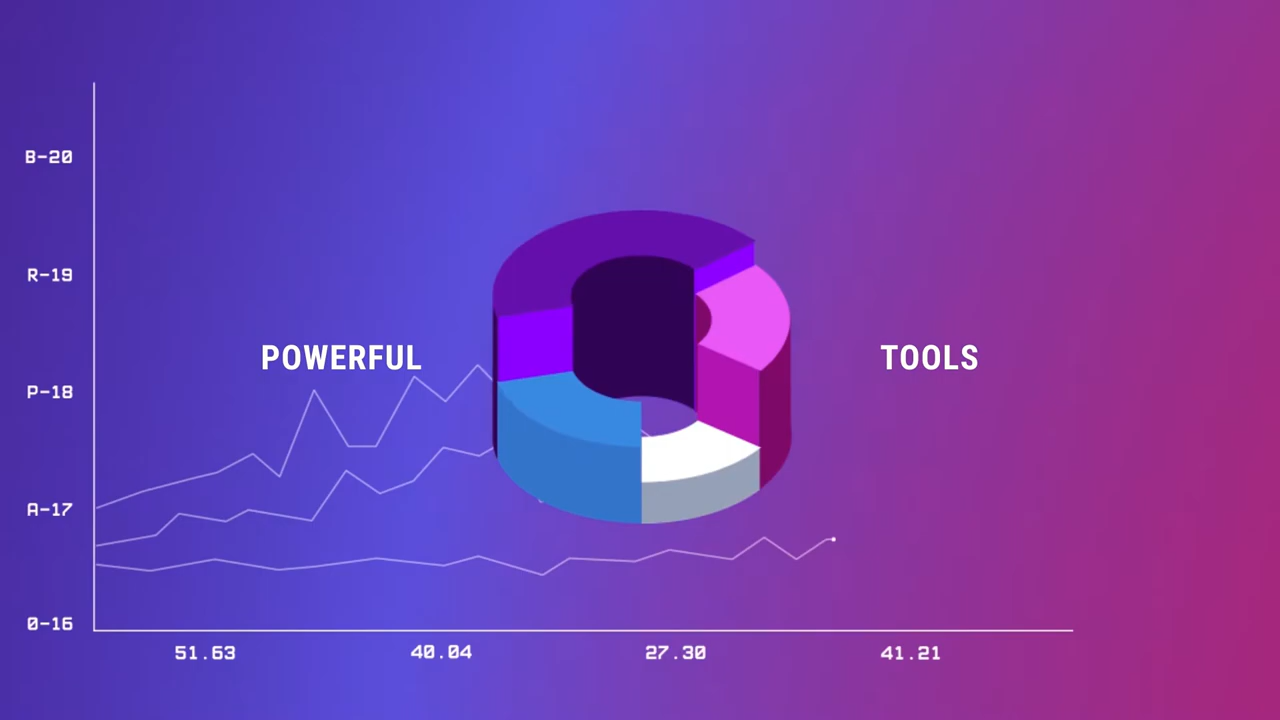 B-20
R-19
POWERFUL TOOLS
P-18
A-17
0-16
51.63 40.04 27.30 41.21